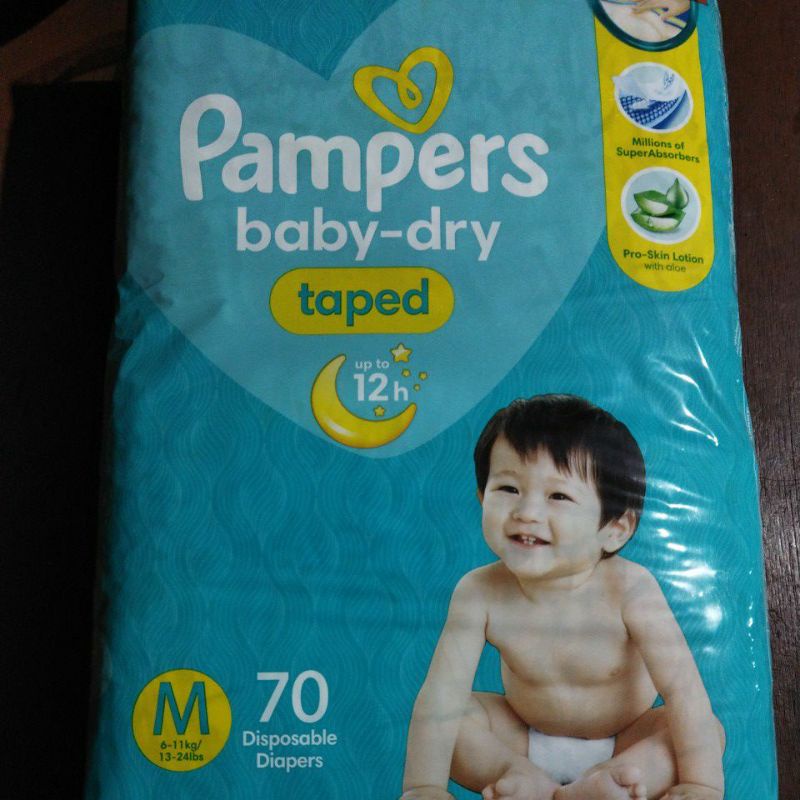 Pampers
baby-dry
taped
up to
12h
Millions of
SuperAbsorbers
Pro-Skin Lotion
with aloe
M
6-11kg/
13-24lbs
70
Disposable
Diapers